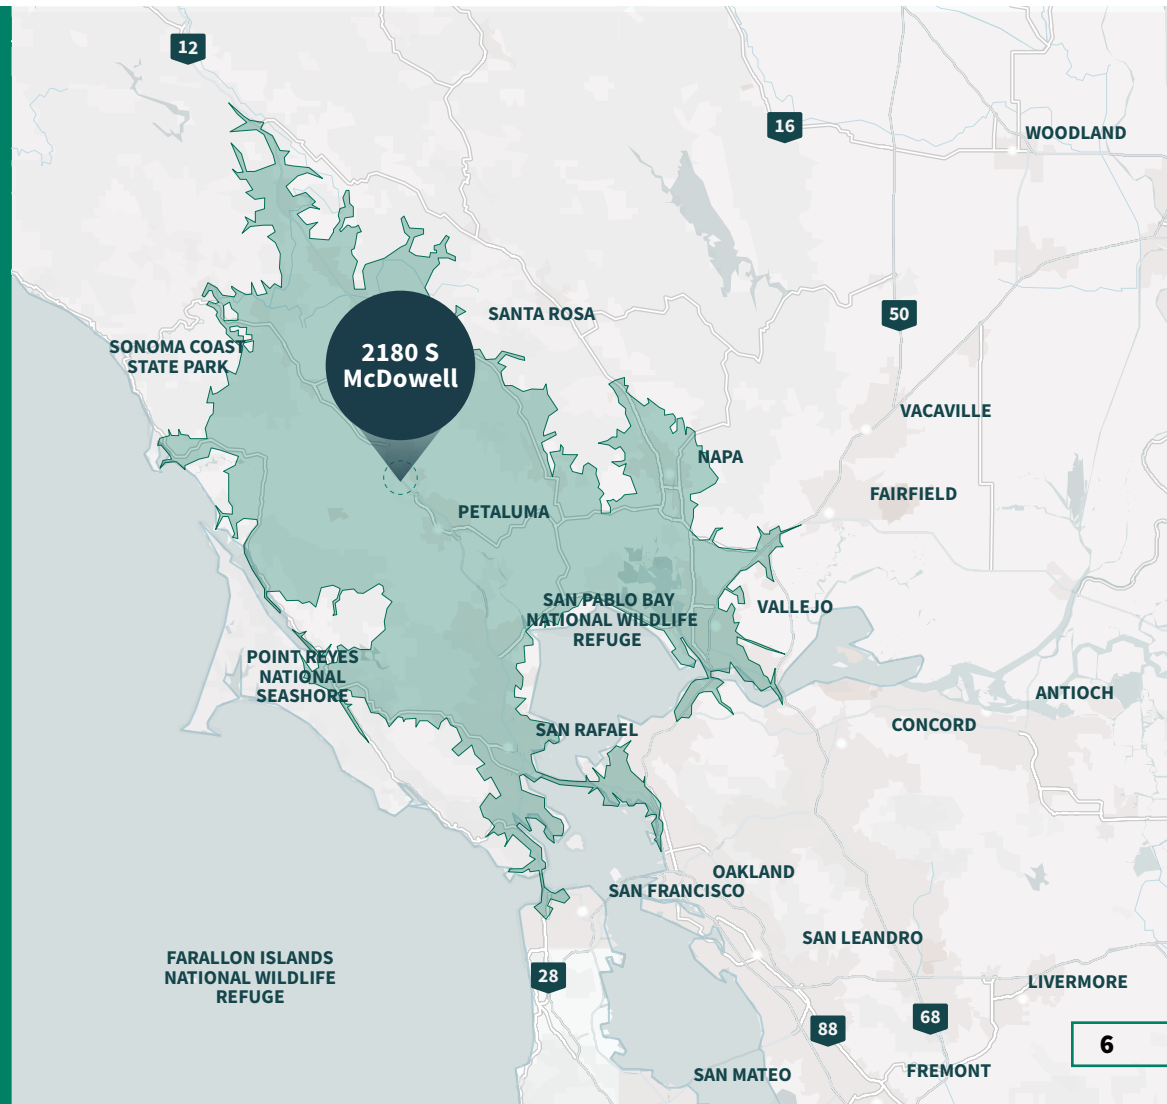 12
16
WOODLAND
50
SANTA ROSA
SONOMA COAST
STATE PARK
2180 S
McDowell
VACAVILLE
NAPA
FAIRFIELD
PETALUMA
SAN PABLO BAY
NATIONAL WILDLIFE
REFUGE
VALLEJO
POINT REYES
NATIONAL
SEASHORE
ANTIOCH
SAN RAFAEL
CONCORD
OAKLAND
SAN FRANCISCO
SAN LEANDRO
FARALLON ISLANDS
NATIONAL WILDLIFE
REFUGE
28
LIVERMORE
88
68
6
SAN MATEO
FREMONT